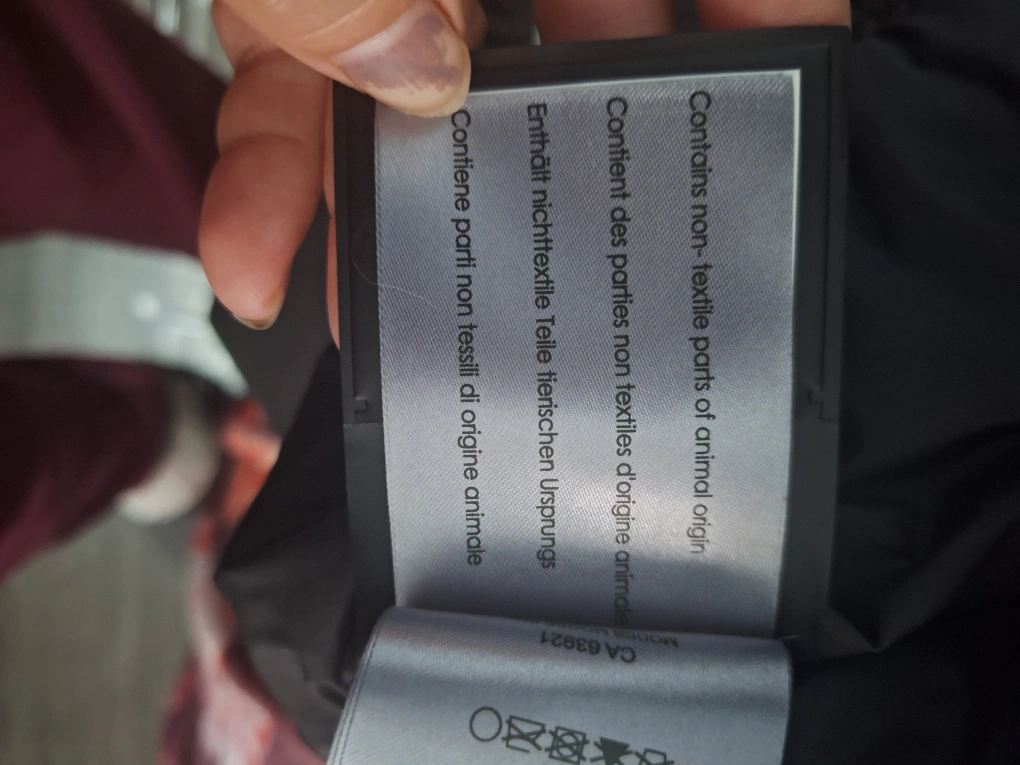 Contains non- textile parts of animal origin
Contient des parties non textiles d'origine animale
Enthält nichttextile Teile tierischen Ursprungs
Contiene parti non tessili di origine animale
CA 63921